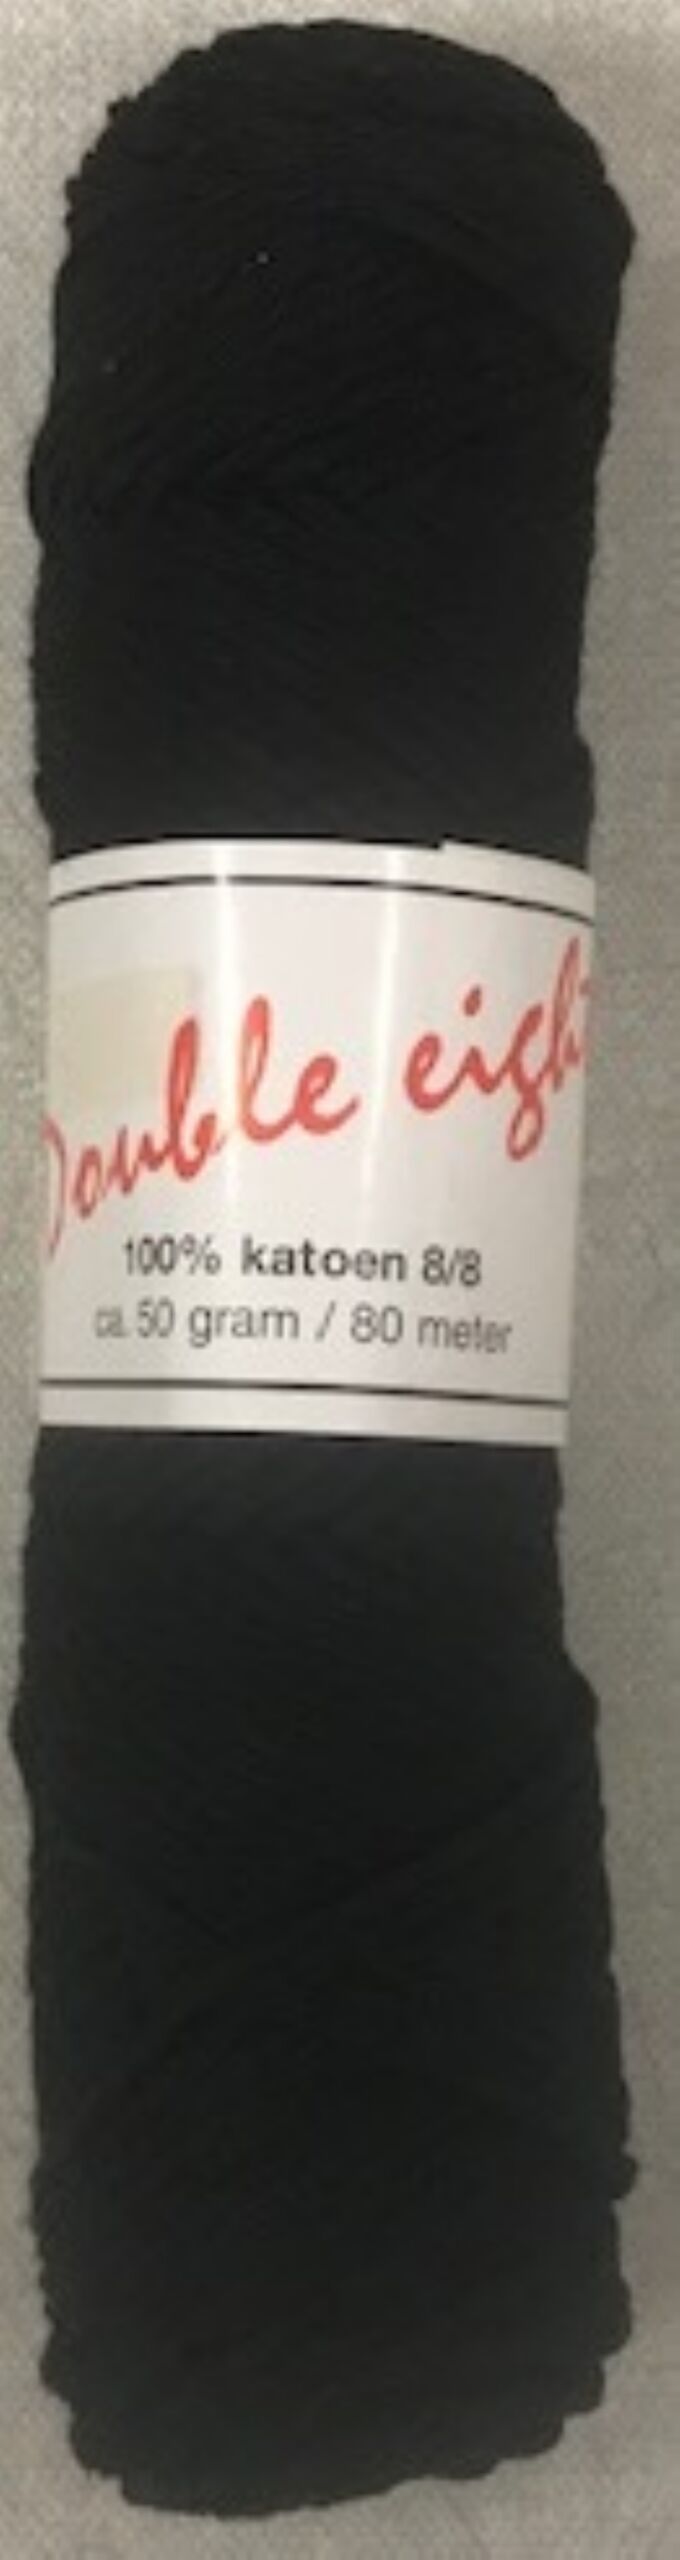 Double eight
100% katoen 8/8
ca. 50 gram / 80 meter